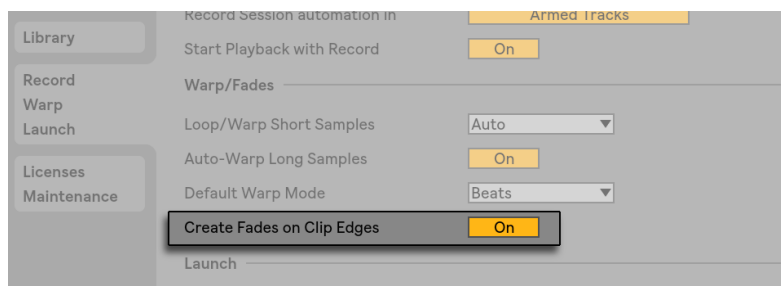 Library
Record
Warp
Launch
Licenses
Maintenance
Record Session automation in Armed Tracks
Start Playback with Record On
Warp/Fades
Loop/Warp Short Samples Auto
Auto-Warp Long Samples On
Default Warp Mode Beats
Create Fades on Clip Edges On
Launch